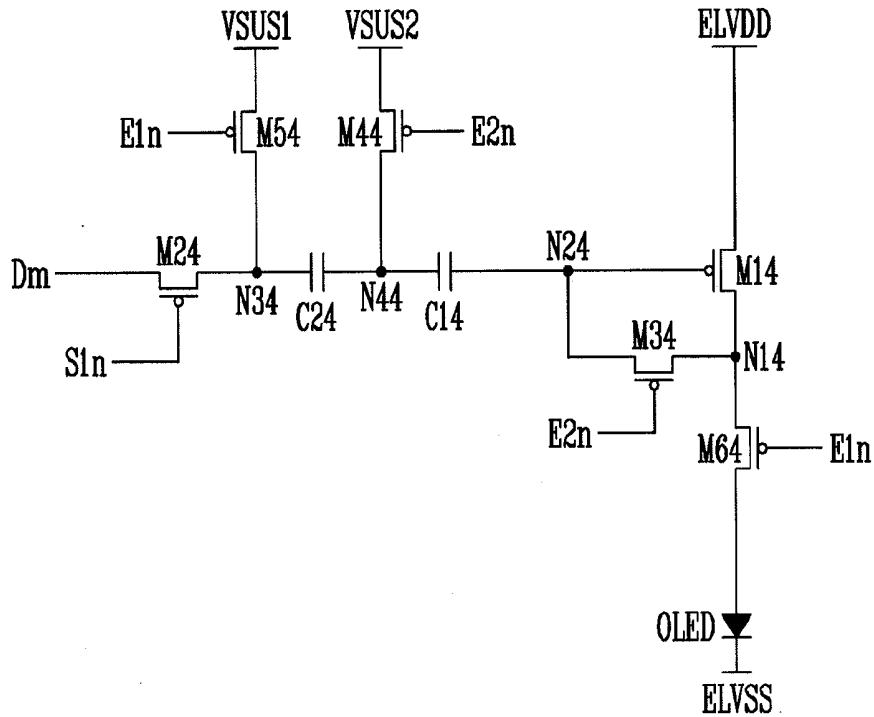 VSUS1
VSUS2
ELVDD
E1n
M54
M44
E2n
M24
N24
Dm
M14
N34
C24
N44
C14
M34
N14
S1n
E2n
M64
E1n
OLED
ELVSS